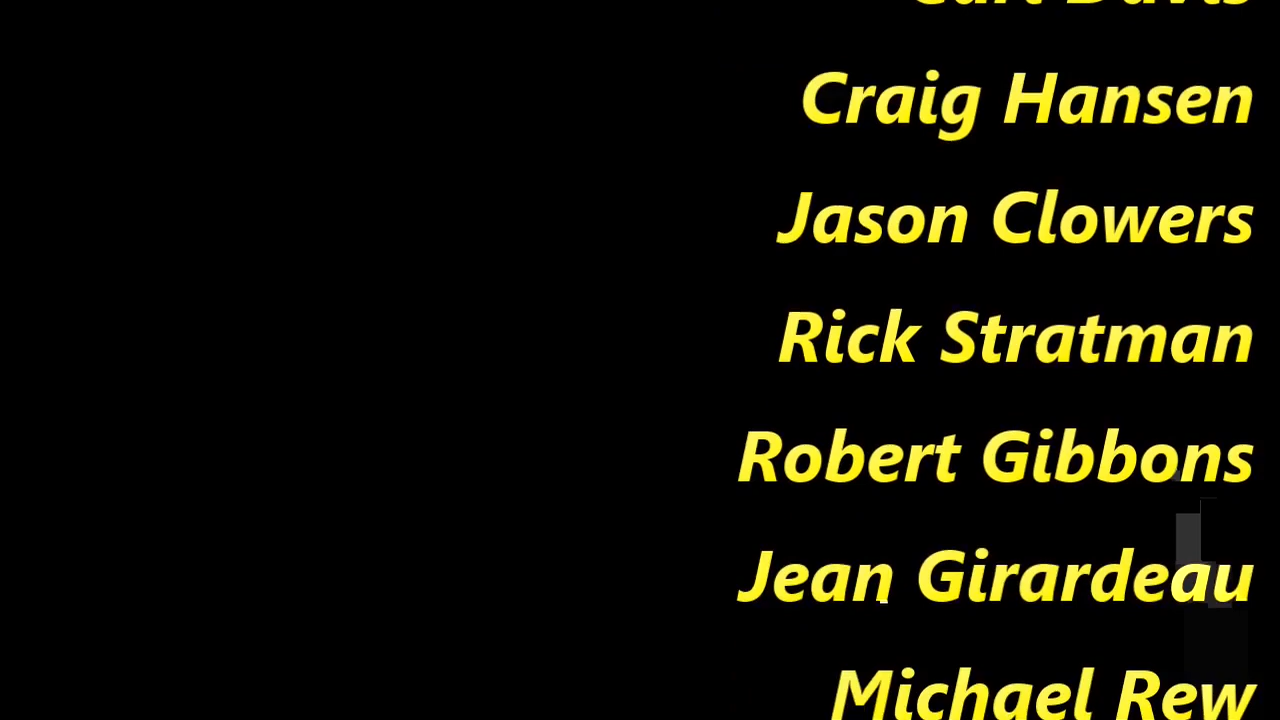 Craig Hansen
Jason Clowers
Rick Stratman
Robert Gibbons
Jean Girardeau
Michael Rew